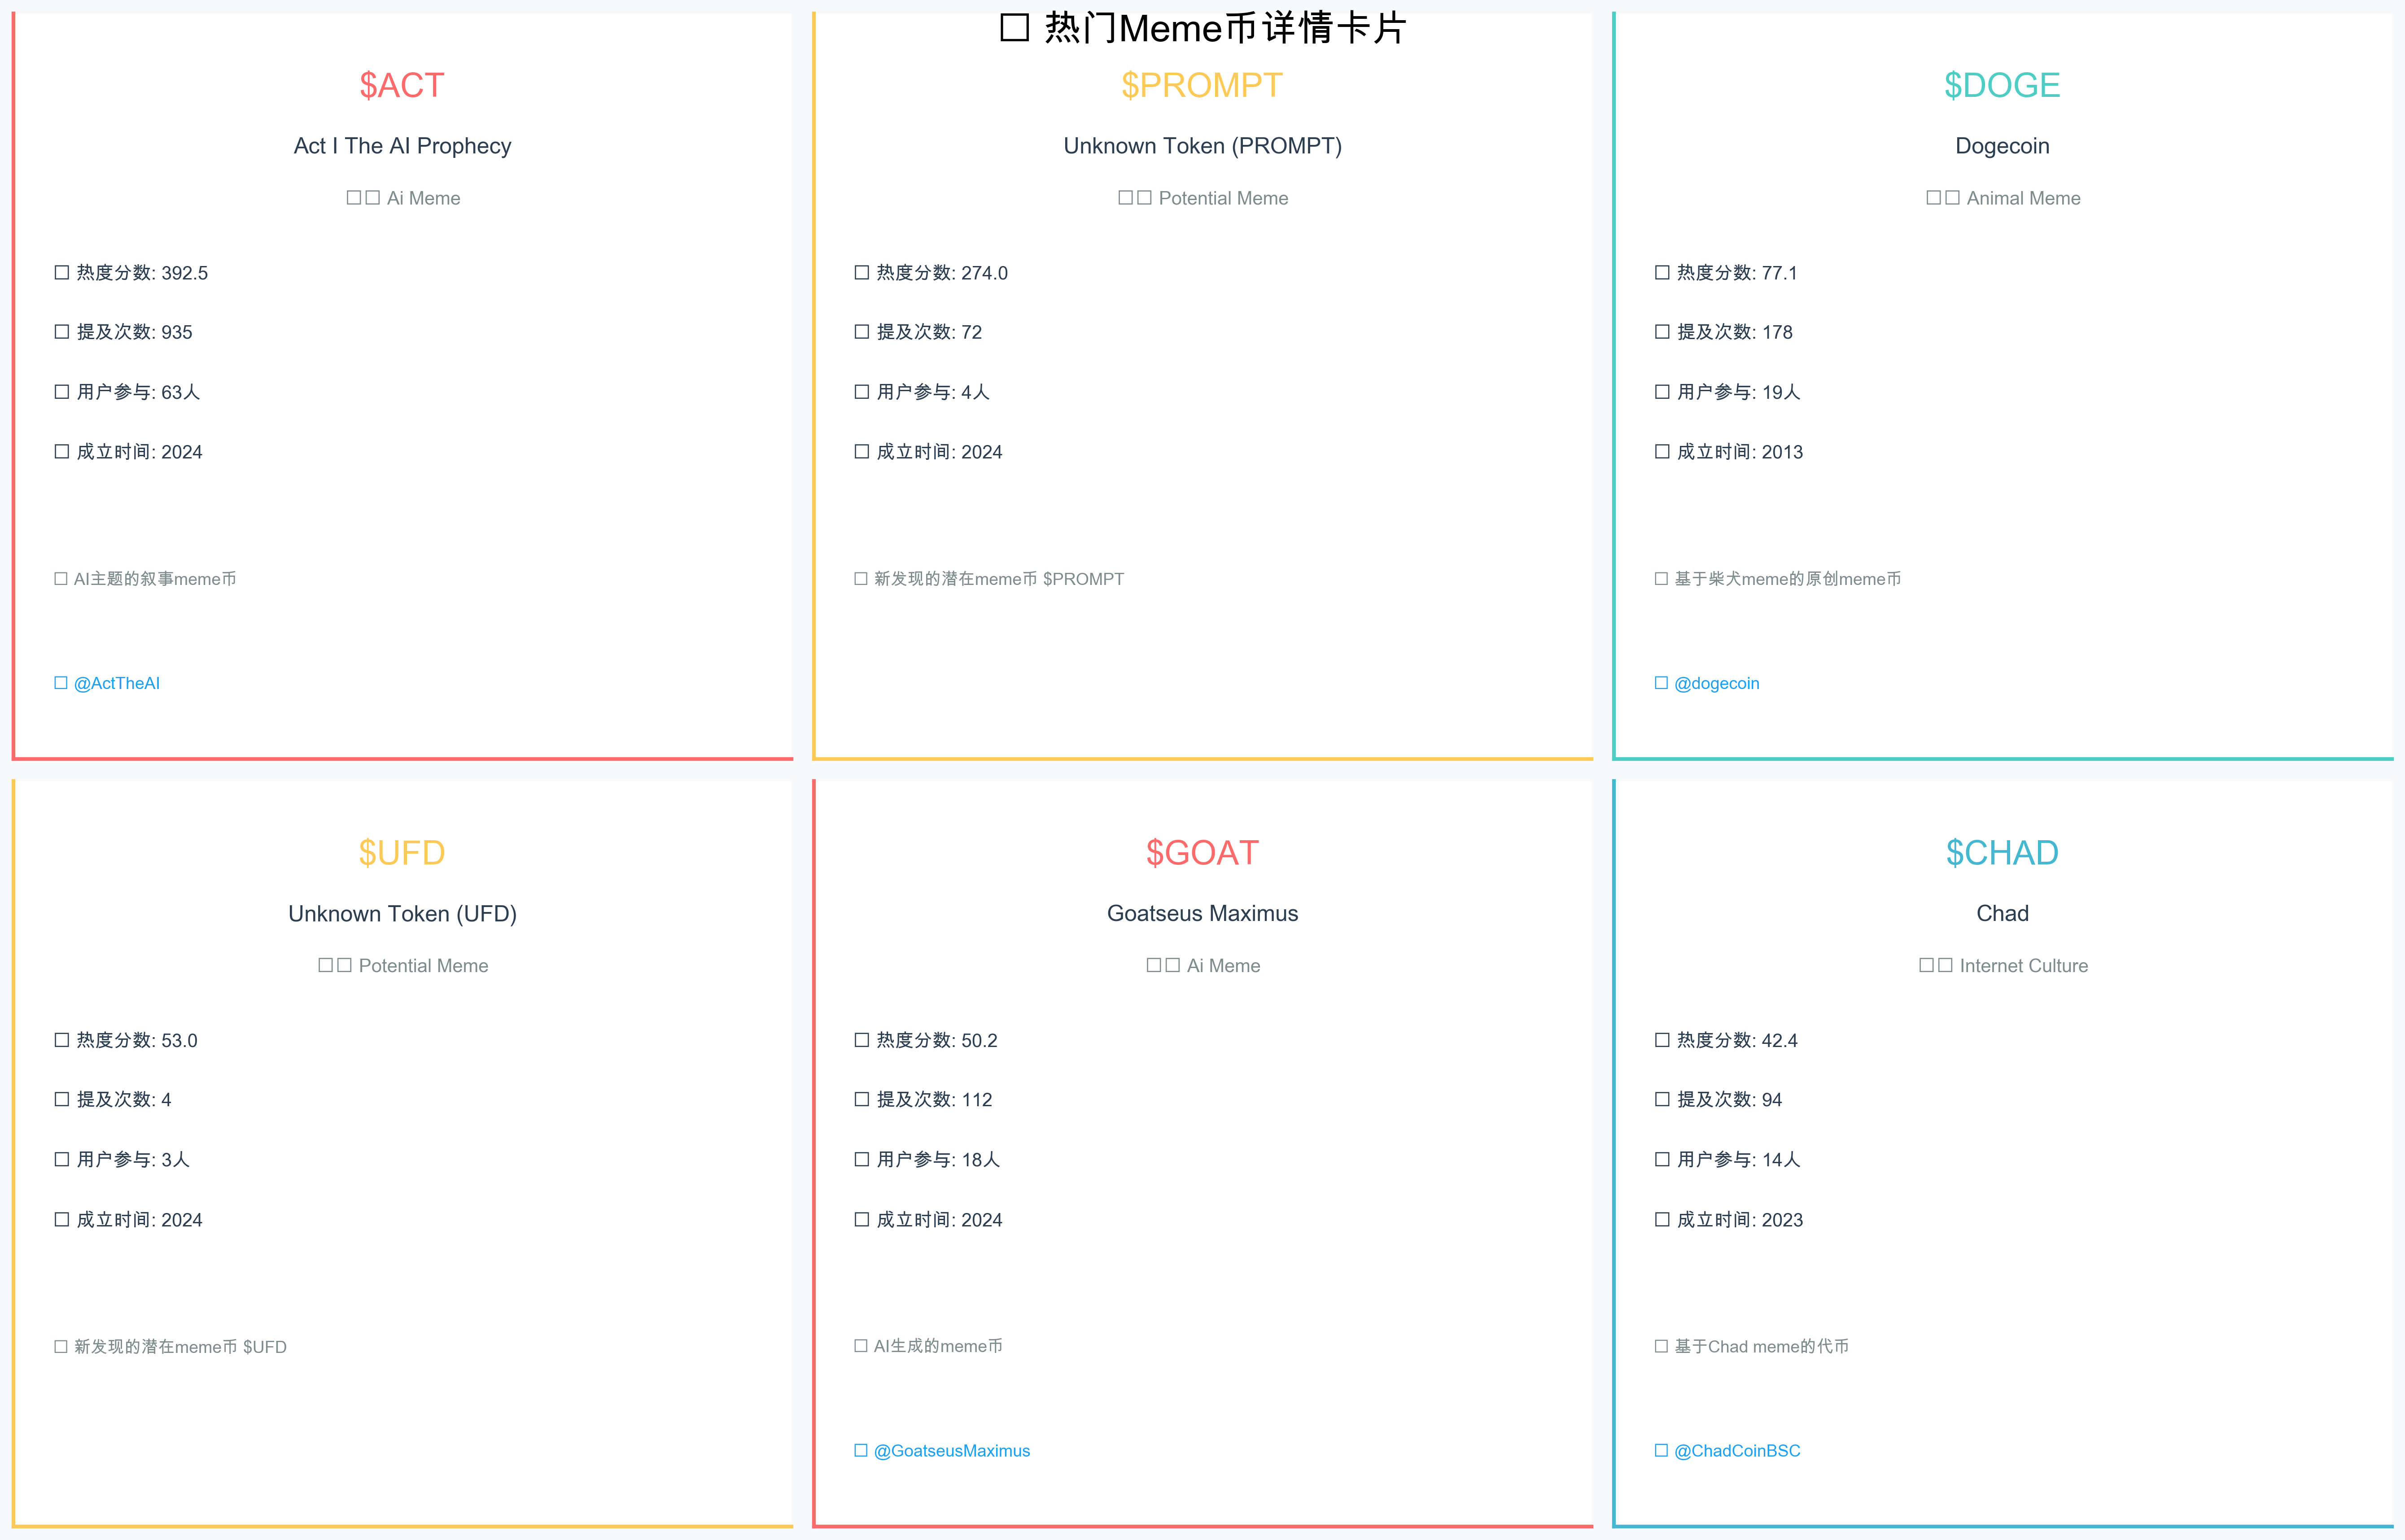 □ 热门Meme币详情卡片
$ACT
Act I The AI Prophecy
□□ Ai Meme
□ 热度分数: 392.5
□ 提及次数: 935
□ 用户参与: 63人
□ 成立时间: 2024
□ AI主题的叙事meme币
□ @ActTheAI
$PROMPT
Unknown Token (PROMPT)
□□ Potential Meme
□ 热度分数: 274.0
□ 提及次数: 72
□ 用户参与: 4人
□ 成立时间: 2024
□ 新发现的潜在meme币 $PROMPT
$DOGE
Dogecoin
□□ Animal Meme
□ 热度分数: 77.1
□ 提及次数: 178
□ 用户参与: 19人
□ 成立时间: 2013
□ 基于柴犬meme的原创meme币
□ @dogecoin
$UFD
Unknown Token (UFD)
□□ Potential Meme
□ 热度分数: 53.0
□ 提及次数: 4
□ 用户参与: 3人
□ 成立时间: 2024
□ 新发现的潜在meme币 $UFD
$GOAT
Goatseus Maximus
□□ Ai Meme
□ 热度分数: 50.2
□ 提及次数: 112
□ 用户参与: 18人
□ 成立时间: 2024
□ AI生成的meme币
□ @GoatseusMaximus
$CHAD
Chad
□□ Internet Culture
□ 热度分数: 42.4
□ 提及次数: 94
□ 用户参与: 14人
□ 成立时间: 2023
□ 基于Chad meme的代币
□ @ChadCoinBSC